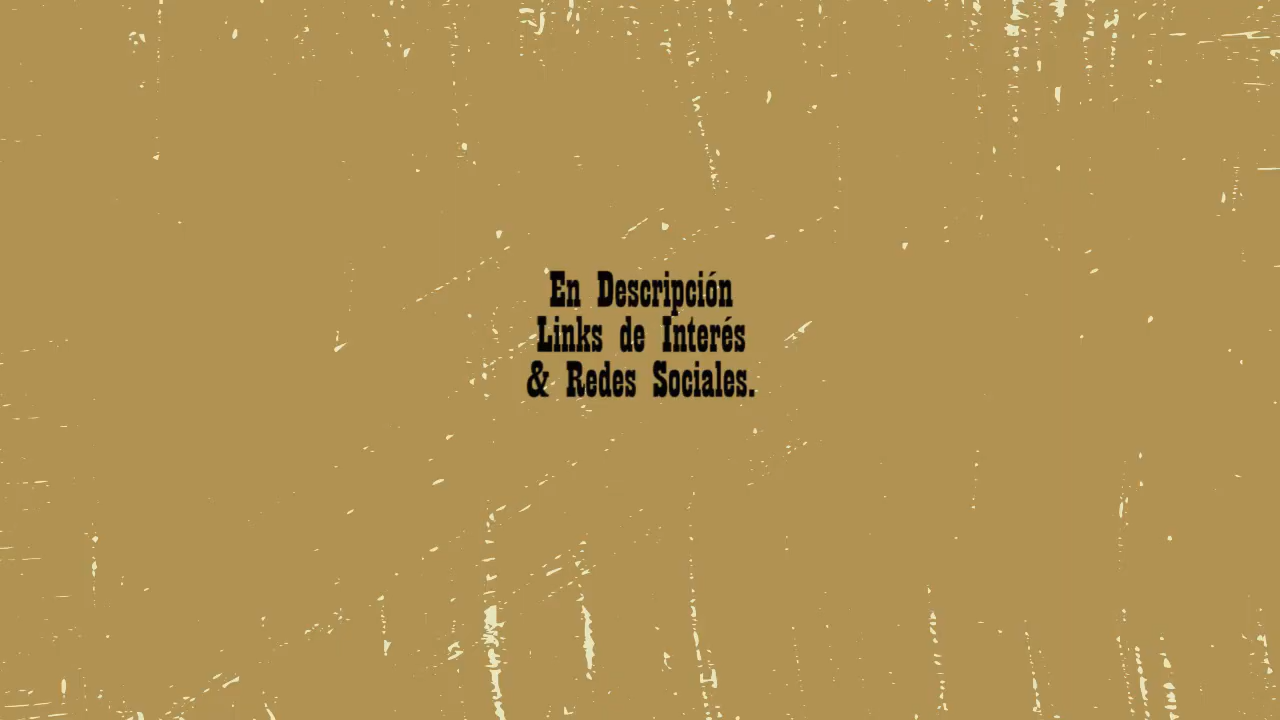 En Descripción
Links de Interés
& Redes Sociales.